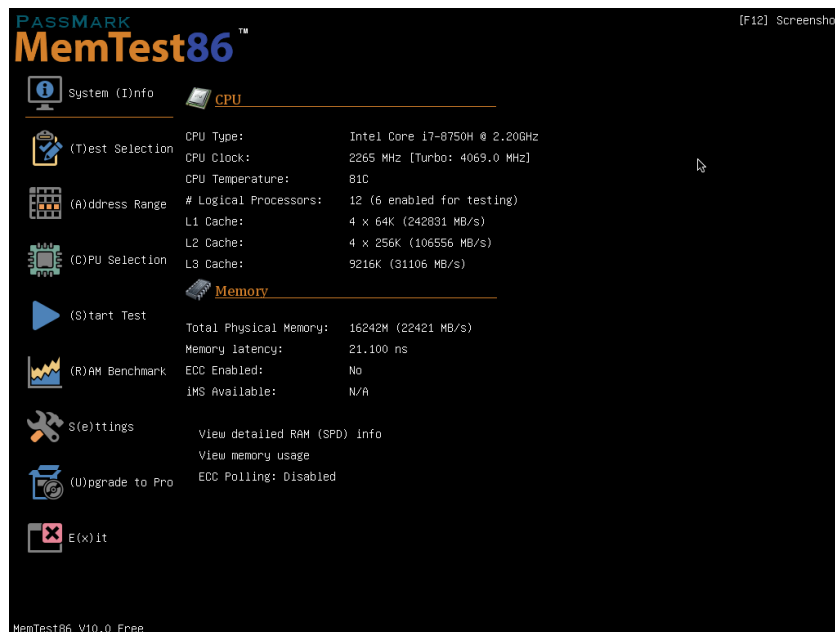 PASSMARK
MemTest86™
[F12] Screensho
System (I)nfo
(T)est Selection
(A)ddress Range
(C)PU Selection
(S)tart Test
(R)AM Benchmark
S(e)ttings
(U)pgrade to Pro
E(x)it
CPU
CPU Type: Intel Core i7-8750H @ 2.20GHz
CPU Clock: 2265 MHz [Turbo: 4069.0 MHz]
CPU Temperature: 81C
# Logical Processors: 12 (6 enabled for testing)
L1 Cache: 4 x 64K (242831 MB/s)
L2 Cache: 4 x 256K (106556 MB/s)
L3 Cache: 9216K (31106 MB/s)
Memory
Total Physical Memory: 16242M (22421 MB/s)
Memory latency: 21.100 ns
ECC Enabled: No
iMS Available: N/A
View detailed RAM (SPD) info
View memory usage
ECC Polling: Disabled
MemTest86 V10.0 Free